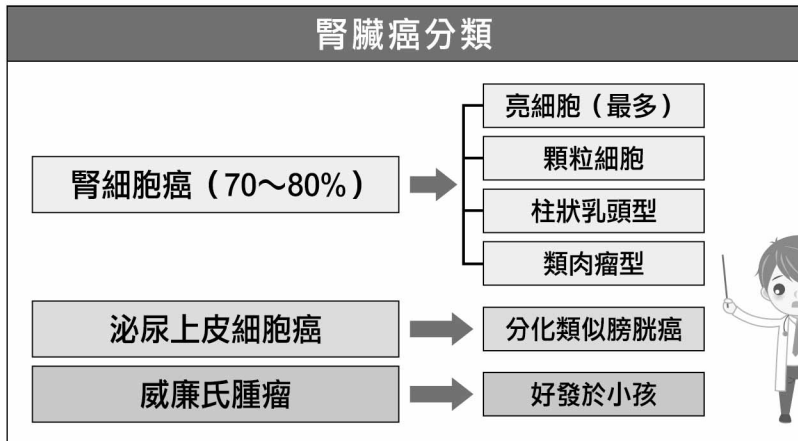 腎臟癌分類
腎細胞癌（70～80%）
亮細胞（最多）
顆粒細胞
柱狀乳頭型
類肉瘤型
泌尿上皮細胞癌
分化類似膀胱癌
威廉氏腫瘤
好發於小孩